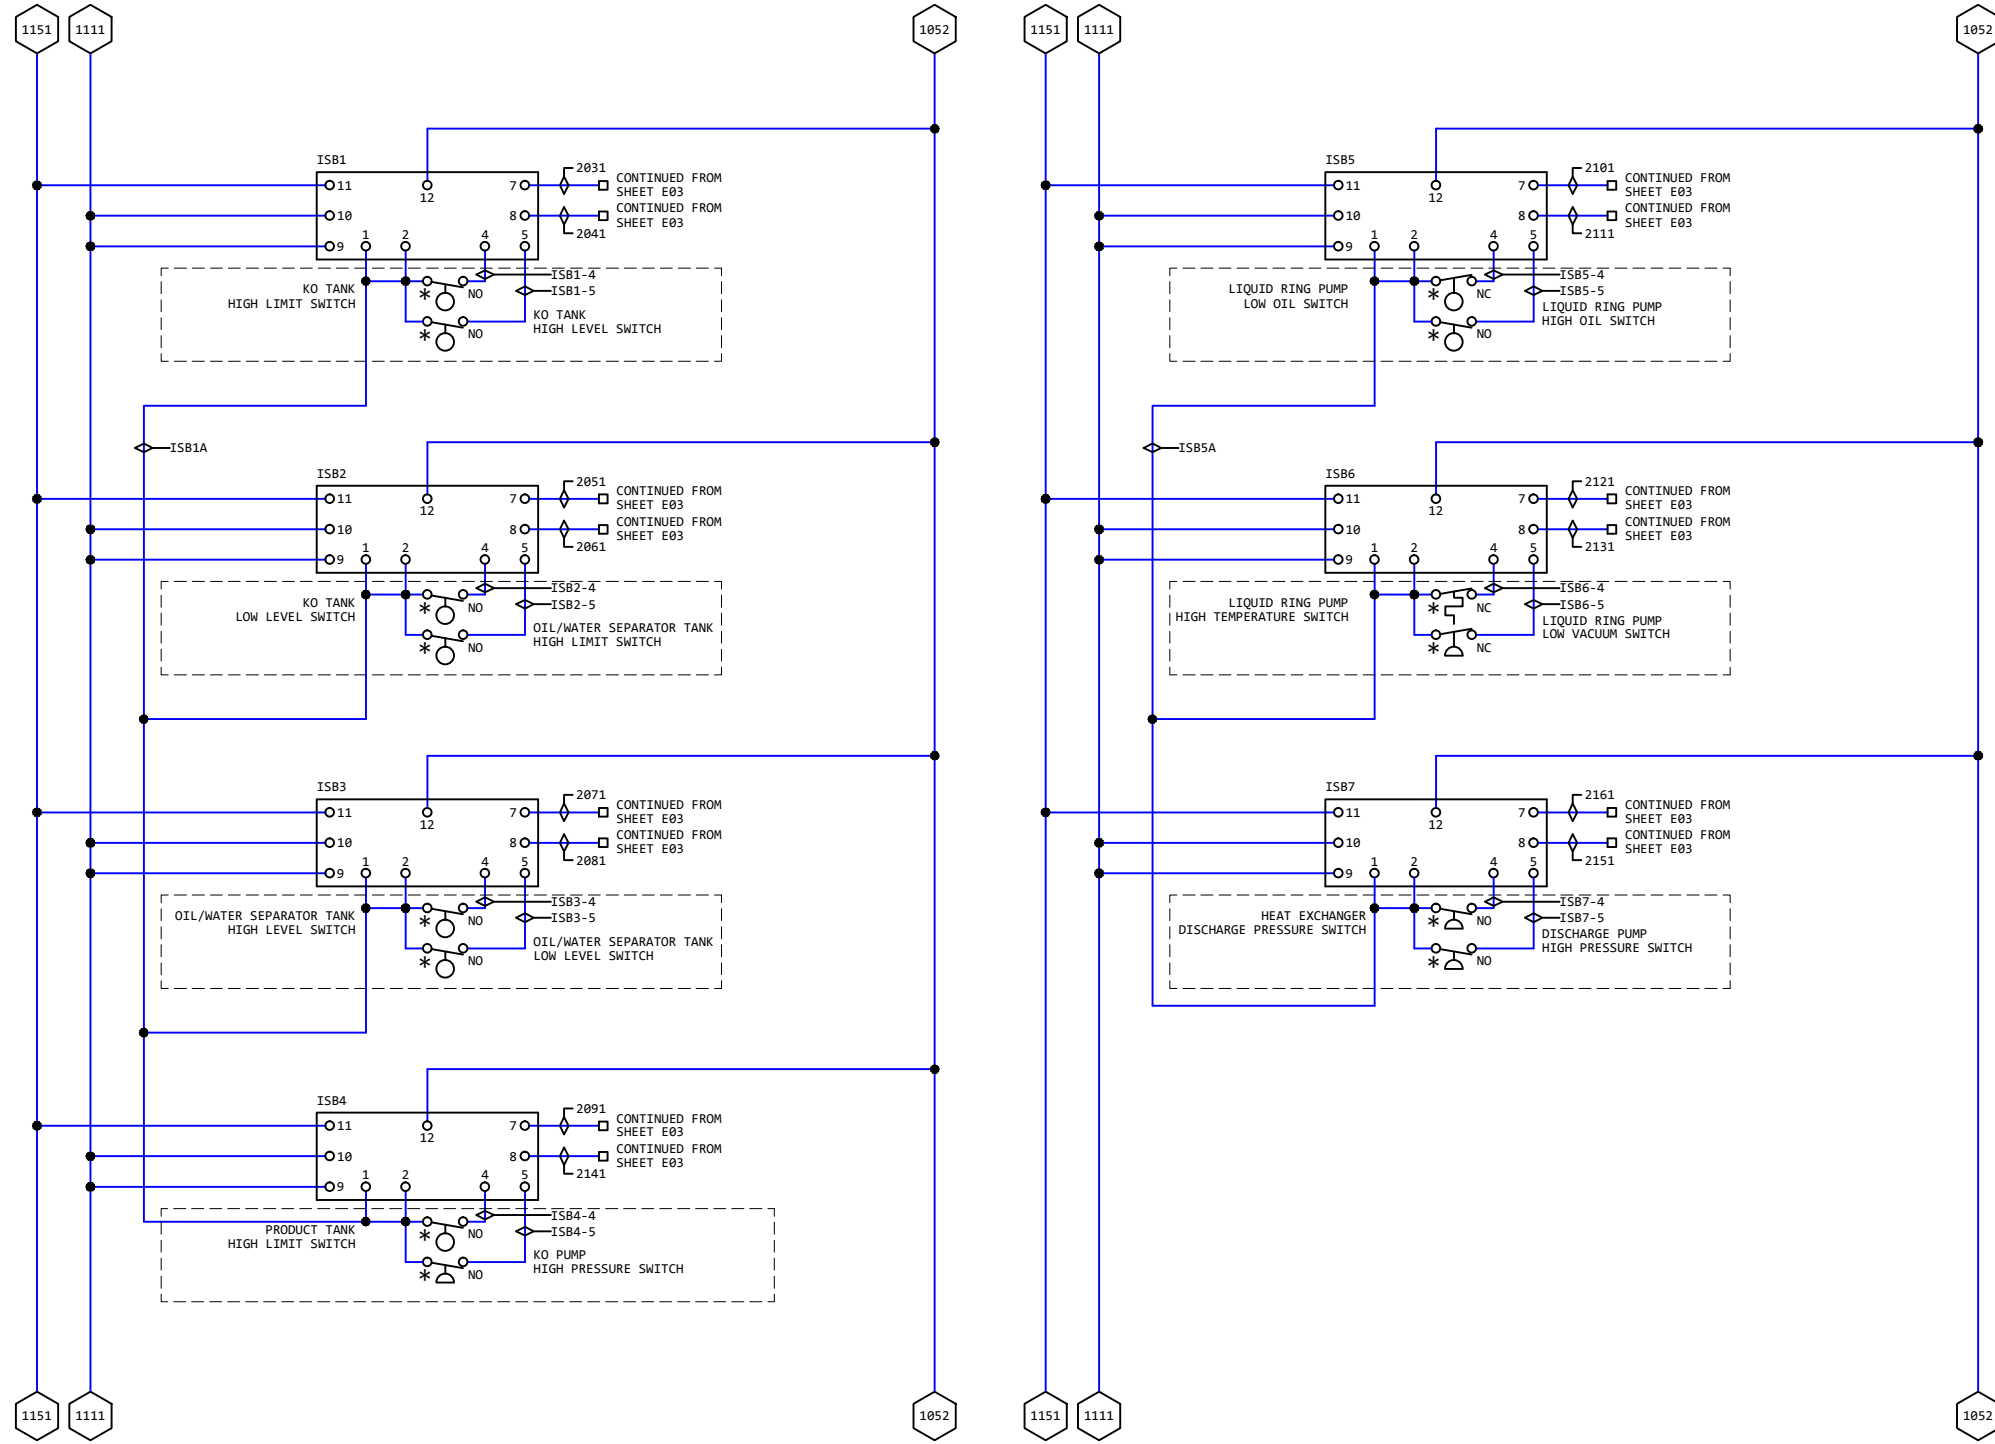 1151
1111
1052
ISB1
11
10
9
12
7
8
1
2
4
5
2031
CONTINUED FROM
SHEET E03
CONTINUED FROM
SHEET E03
2041
KO TANK
HIGH LIMIT SWITCH
*
NO
*
NO
ISB1-4
ISB1-5
KO TANK
HIGH LEVEL SWITCH
ISB1A
ISB2
11
10
9
12
7
8
1
2
4
5
2051
CONTINUED FROM
SHEET E03
CONTINUED FROM
SHEET E03
2061
KO TANK
LOW LEVEL SWITCH
*
NO
*
NO
ISB2-4
ISB2-5
OIL/WATER SEPARATOR TANK
HIGH LIMIT SWITCH
ISB3
11
10
9
12
7
8
1
2
4
5
2071
CONTINUED FROM
SHEET E03
CONTINUED FROM
SHEET E03
2081
OIL/WATER SEPARATOR TANK
HIGH LEVEL SWITCH
*
NO
*
NO
ISB3-4
ISB3-5
OIL/WATER SEPARATOR TANK
LOW LEVEL SWITCH
ISB4
11
10
9
12
7
8
1
2
4
5
2091
CONTINUED FROM
SHEET E03
CONTINUED FROM
SHEET E03
2141
PRODUCT TANK
HIGH LIMIT SWITCH
*
NO
*
NO
ISB4-4
ISB4-5
KO PUMP
HIGH PRESSURE SWITCH
1151
1111
1052
1151
1111
1052
ISB5
11
10
9
12
7
8
1
2
4
5
2101
CONTINUED FROM
SHEET E03
CONTINUED FROM
SHEET E03
2111
LIQUID RING PUMP
LOW OIL SWITCH
*
NC
*
NO
ISB5-4
ISB5-5
LIQUID RING PUMP
HIGH OIL SWITCH
ISB5A
ISB6
11
10
9
12
7
8
1
2
4
5
2121
CONTINUED FROM
SHEET E03
CONTINUED FROM
SHEET E03
2131
LIQUID RING PUMP
HIGH TEMPERATURE SWITCH
*
NC
*
NC
ISB6-4
ISB6-5
LIQUID RING PUMP
LOW VACUUM SWITCH
ISB7
11
10
9
12
7
8
1
2
4
5
2161
CONTINUED FROM
SHEET E03
CONTINUED FROM
SHEET E03
2151
HEAT EXCHANGER
DISCHARGE PRESSURE SWITCH
*
NO
*
NO
ISB7-4
ISB7-5
DISCHARGE PUMP
HIGH PRESSURE SWITCH
1151
1111
1052